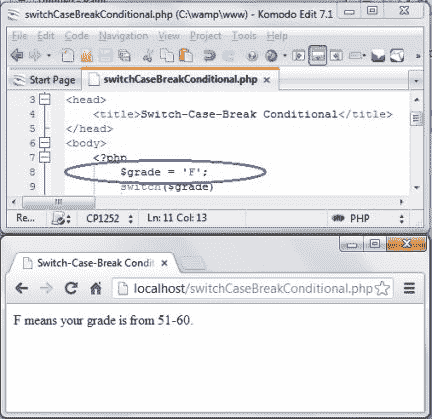 switchCaseBreakConditional.php (C:\wamp\www) - Komodo Edit 7.1
File Edit Code Navigation View Project Tools Help
Start Page switchCaseBreakConditional.php
3 <head>
4 <title>Switch-Case-Break Conditional</title>
5 </head>
6 <body>
7 <?php
8 $grade = 'F';
9 switch($grade)
Re... CP1252 Ln: 11 Col: 13 PHP
Switch-Case-Break Condit
localhost/switchCaseBreakConditional.php
F means your grade is from 51-60.